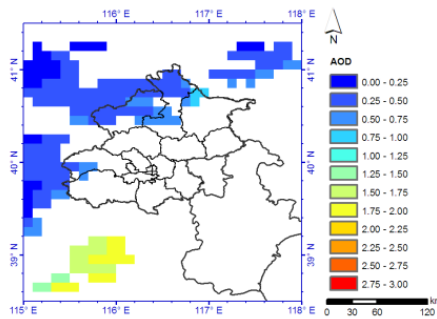 116° E 117° E 118° E
N
41° N
40° N
39° N
115° E 116° E 117° E 118° E
AOD
0.00 - 0.25
0.25 - 0.50
0.50 - 0.75
0.75 - 1.00
1.00 - 1.25
1.25 - 1.50
1.50 - 1.75
1.75 - 2.00
2.00 - 2.25
2.25 - 2.50
2.50 - 2.75
2.75 - 3.00
0 30 60 120